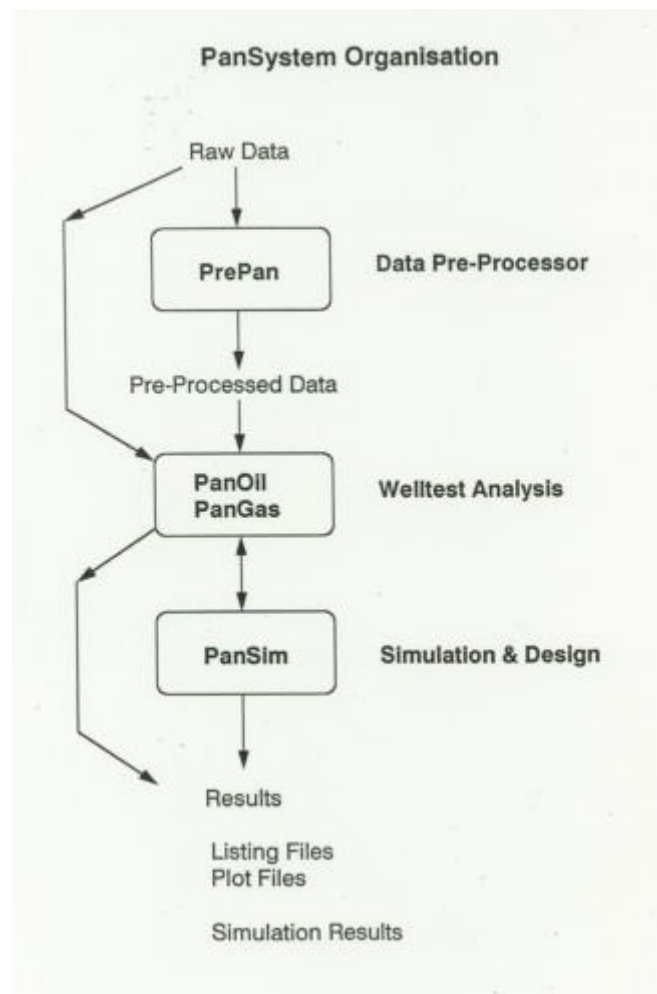 PanSystem Organisation
Raw Data
PrePan
Data Pre-Processor
Pre-Processed Data
PanOil
PanGas
Welltest Analysis
PanSim
Simulation & Design
Results
Listing Files
Plot Files
Simulation Results